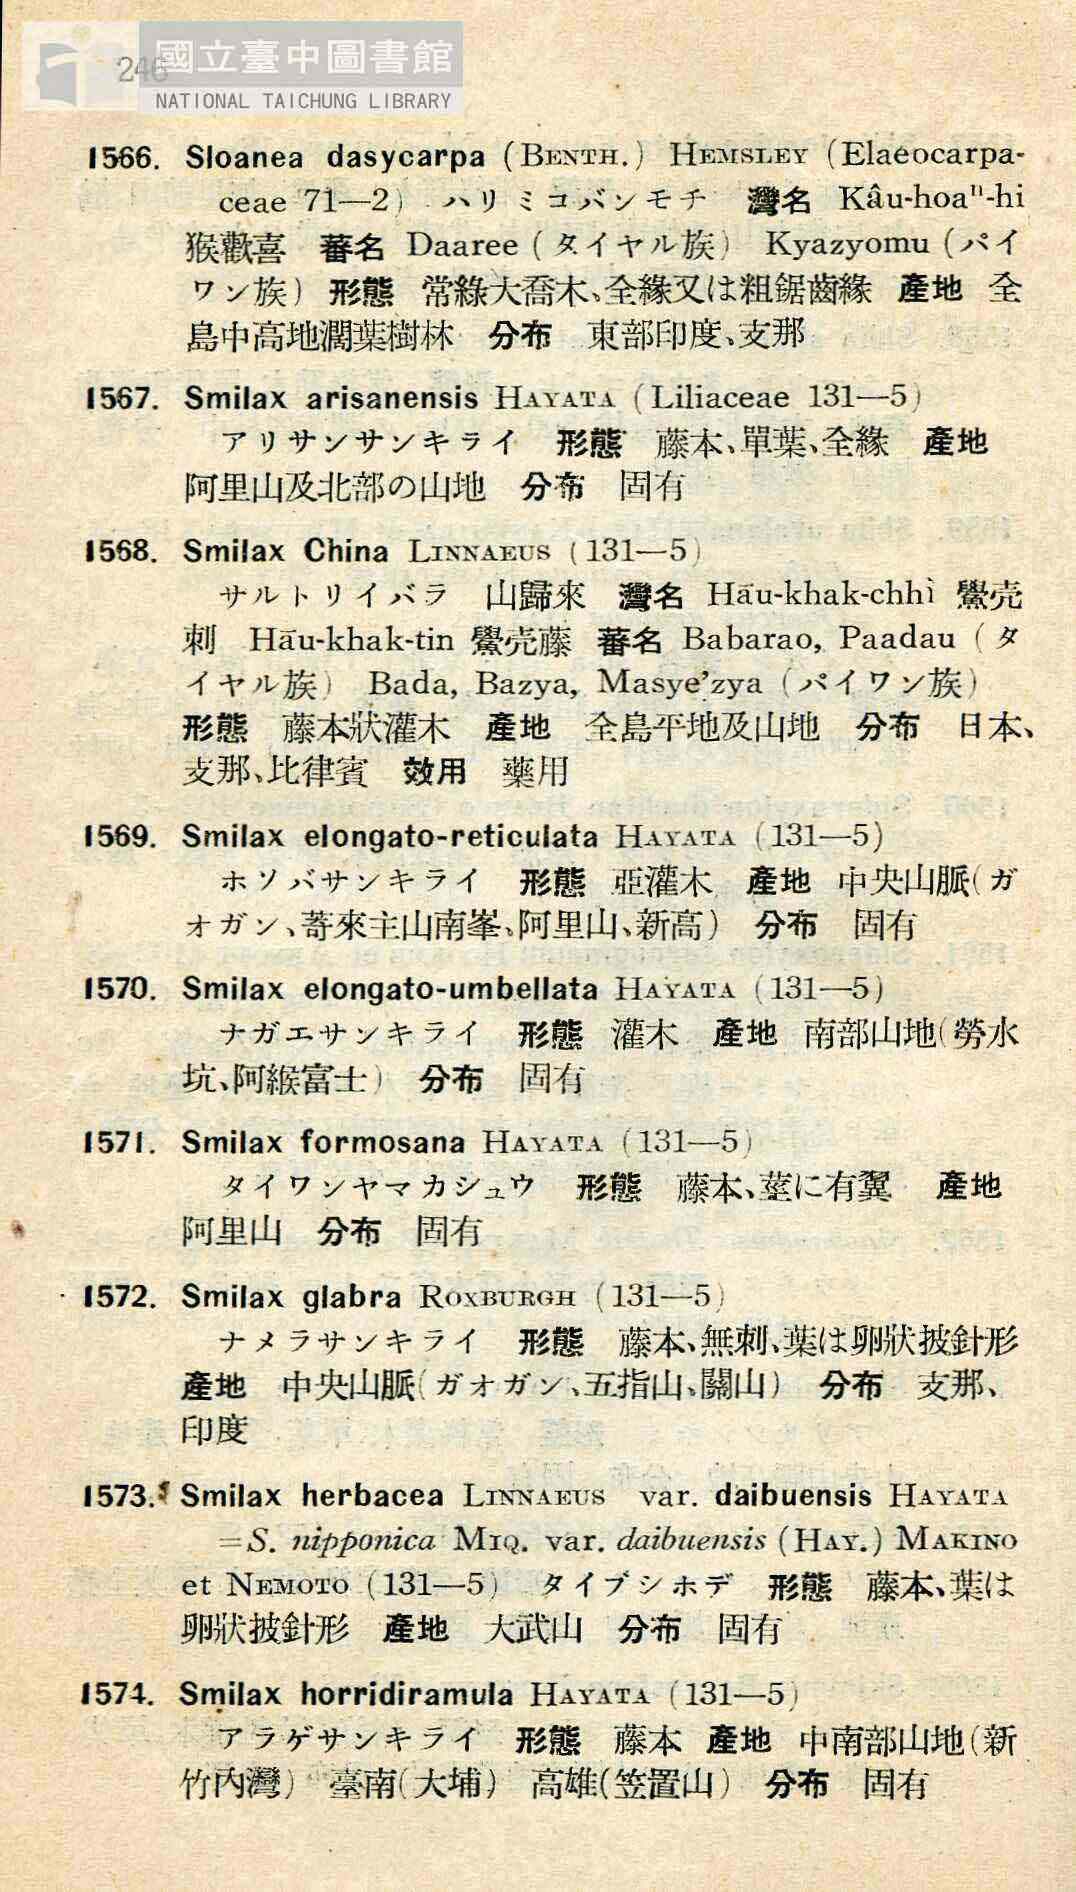 246
國立臺中圖書館
NATIONAL TAICHUNG LIBRARY
1566. Sloanea dasycarpa (BENTH.) HEMSLEY (Elaeocarpa-
ceae 71—2) ハリミコバンモチ 灣名 Kâu-hoaⁿ-hi
猴歡喜 蕃名 Daaree (タイヤル族) Kyazyomu (パイ
ワン族) 形態 常綠大喬木、全緣又は粗鋸齒緣 產地 全
島中高地濶葉樹林 分布 東部印度、支那
1567. Smilax arisanensis HAYATA (Liliaceae 131—5)
アリサンサンキライ 形態 藤本、單葉、全緣 產地
阿里山及北部の山地 分布 固有
1568. Smilax China LINNAEUS (131—5)
サルトリイバラ 山歸來 灣名 Hāu-khak-chhì 鱟壳
刺 Hāu-khak-tin 鱟壳藤 蕃名 Babarao, Paadau (タ
イヤル族) Bada, Bazya, Masye'zya (パイワン族)
形態 藤本狀灌木 產地 全島平地及山地 分布 日本、
支那、比律賓 效用 藥用
1569. Smilax elongato-reticulata HAYATA (131—5)
ホソバサンキライ 形態 亞灌木 產地 中央山脈(ガ
オガン、蒈來主山南峯、阿里山、新高) 分布 固有
1570. Smilax elongato-umbellata HAYATA (131—5)
ナガエサンキライ 形態 灌木 產地 南部山地(勞水
坑、阿緱富士) 分布 固有
1571. Smilax formosana HAYATA (131—5)
タイワンヤマカシュウ 形態 藤本、莖に有翼 產地
阿里山 分布 固有
1572. Smilax glabra ROXBURGH (131—5)
ナメラサンキライ 形態 藤本、無刺、葉は卵狀披針形
產地 中央山脈(ガオガン、五指山、關山) 分布 支那、
印度
1573. Smilax herbacea LINNAEUS var. daibuensis HAYATA
=S. nipponica MIQ. var. daibuensis (HAY.) MAKINO
et NEMOTO (131—5) タイブシホデ 形態 藤本、葉は
卵狀披針形 產地 大武山 分布 固有
1574. Smilax horridiramula HAYATA (131—5)
アラゲサンキライ 形態 藤本 產地 中南部山地(新
竹內灣) 臺南(大埔) 高雄(笠置山) 分布 固有